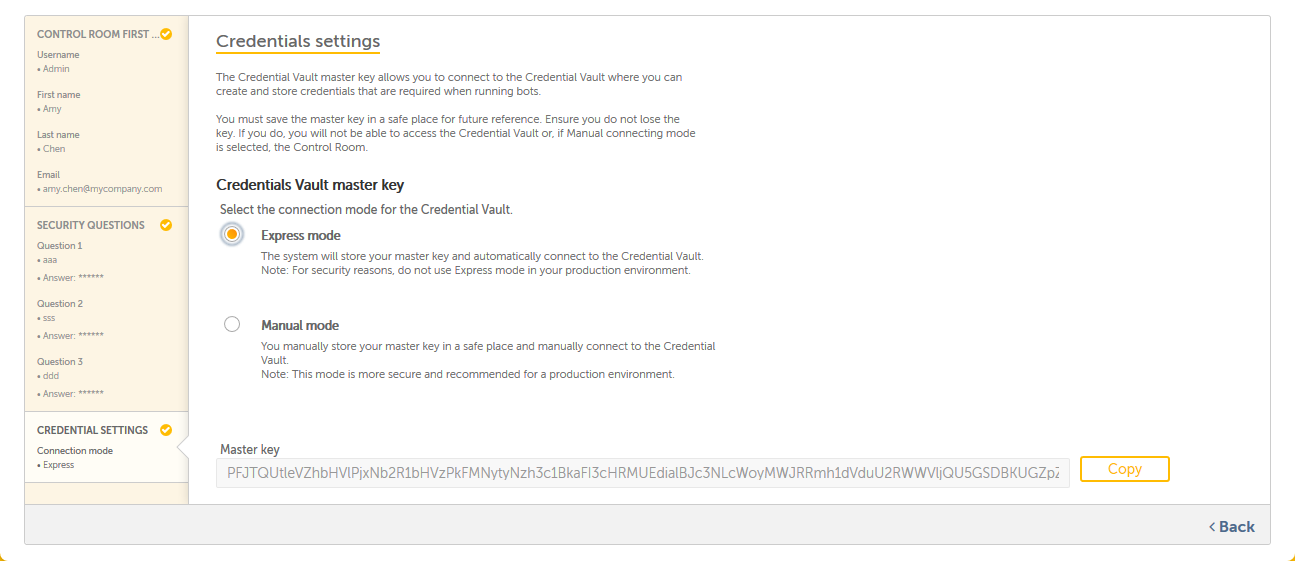 CONTROL ROOM FIRST ...
Username
• Admin
First name
• Amy
Last name
• Chen
Email
• amy.chen@mycompany.com
SECURITY QUESTIONS
Question 1
• aaa
• Answer: ******
Question 2
• sss
• Answer: ******
Question 3
• ddd
• Answer: ******
CREDENTIAL SETTINGS
Connection mode
• Express
Credentials settings
The Credential Vault master key allows you to connect to the Credential Vault where you can
create and store credentials that are required when running bots.
You must save the master key in a safe place for future reference. Ensure you do not lose the
key. If you do, you will not be able to access the Credential Vault or, if Manual connecting mode
is selected, the Control Room.
Credentials Vault master key
Select the connection mode for the Credential Vault.
Express mode
The system will store your master key and automatically connect to the Credential Vault.
Note: For security reasons, do not use Express mode in your production environment.
Manual mode
You manually store your master key in a safe place and manually connect to the Credential
Vault.
Note: This mode is more secure and recommended for a production environment.
Master key
Copy
< Back